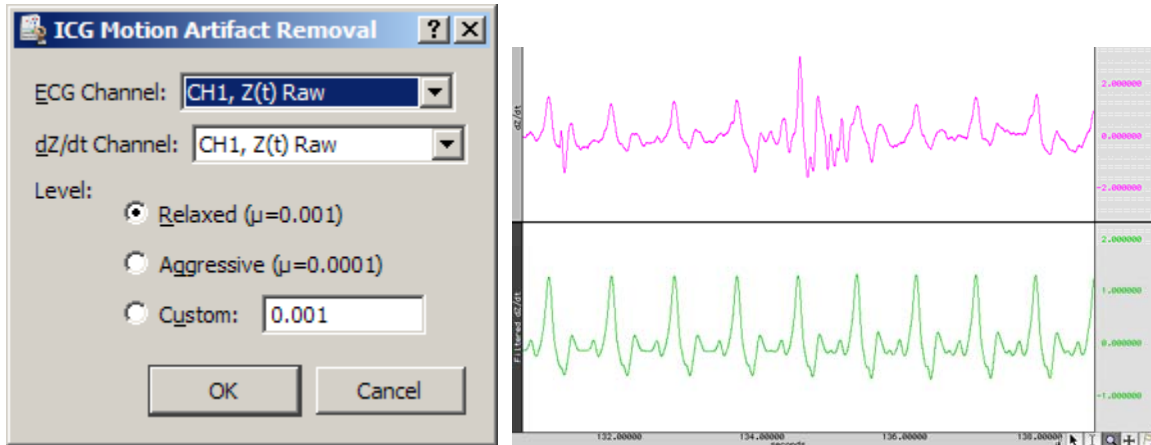 ICG Motion Artifact Removal
ECG Channel: CH1, Z(t) Raw
dZ/dt Channel: CH1, Z(t) Raw
Level:
Relaxed (μ=0.001)
Aggressive (μ=0.0001)
Custom: 0.001
OK Cancel
dZ/dt
2.000000
0.000000
-2.000000
Filtered dZ/dt
2.000000
1.000000
0.000000
-1.000000
132.00000 134.00000 136.00000 138.00000
seconds